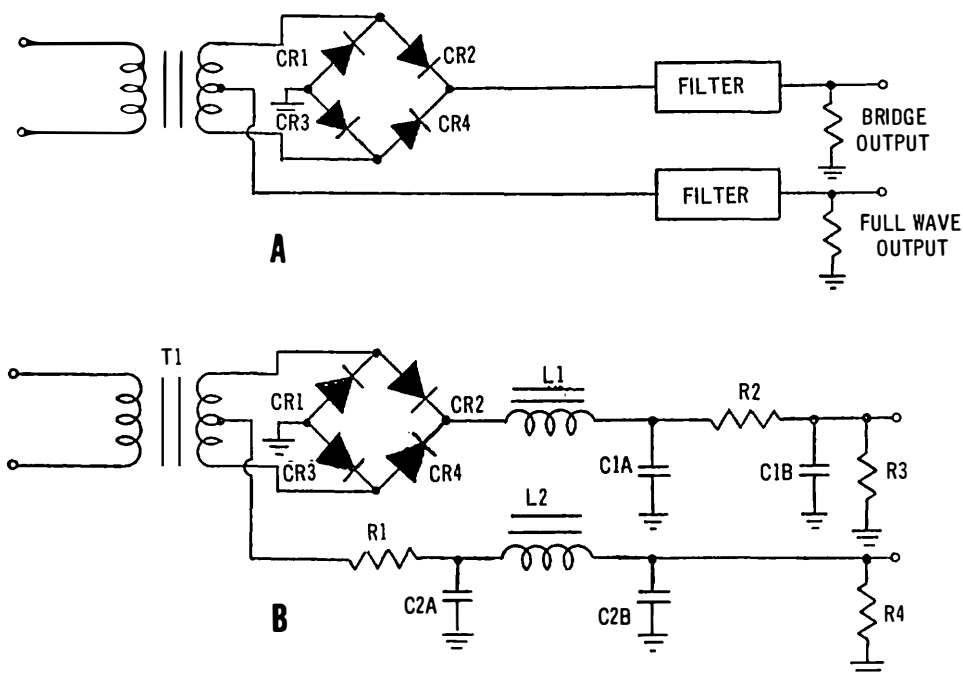 CR1
CR2
CR3
CR4
FILTER
BRIDGE
OUTPUT
FILTER
FULL WAVE
OUTPUT
A
T1
CR1
CR2
CR3
CR4
L1
R2
C1A
C1B
R3
R1
L2
C2A
C2B
R4
B